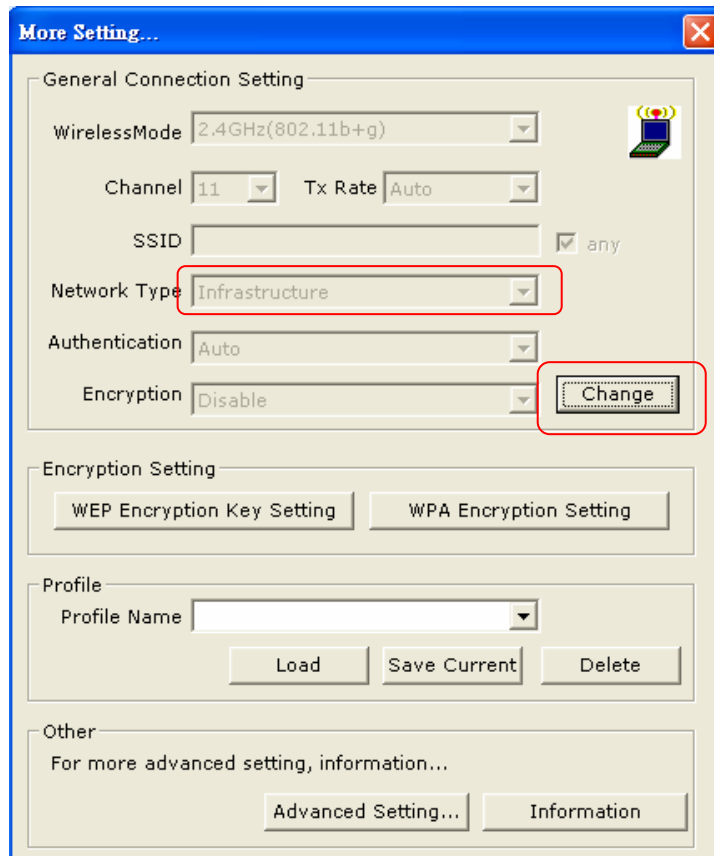 More Setting...
General Connection Setting
WirelessMode 2.4GHz(802.11b+g)
Channel 11 Tx Rate Auto
SSID any
Network Type Infrastructure
Authentication Auto
Encryption Disable Change
Encryption Setting
WEP Encryption Key Setting WPA Encryption Setting
Profile
Profile Name
Load Save Current Delete
Other
For more advanced setting, information...
Advanced Setting... Information